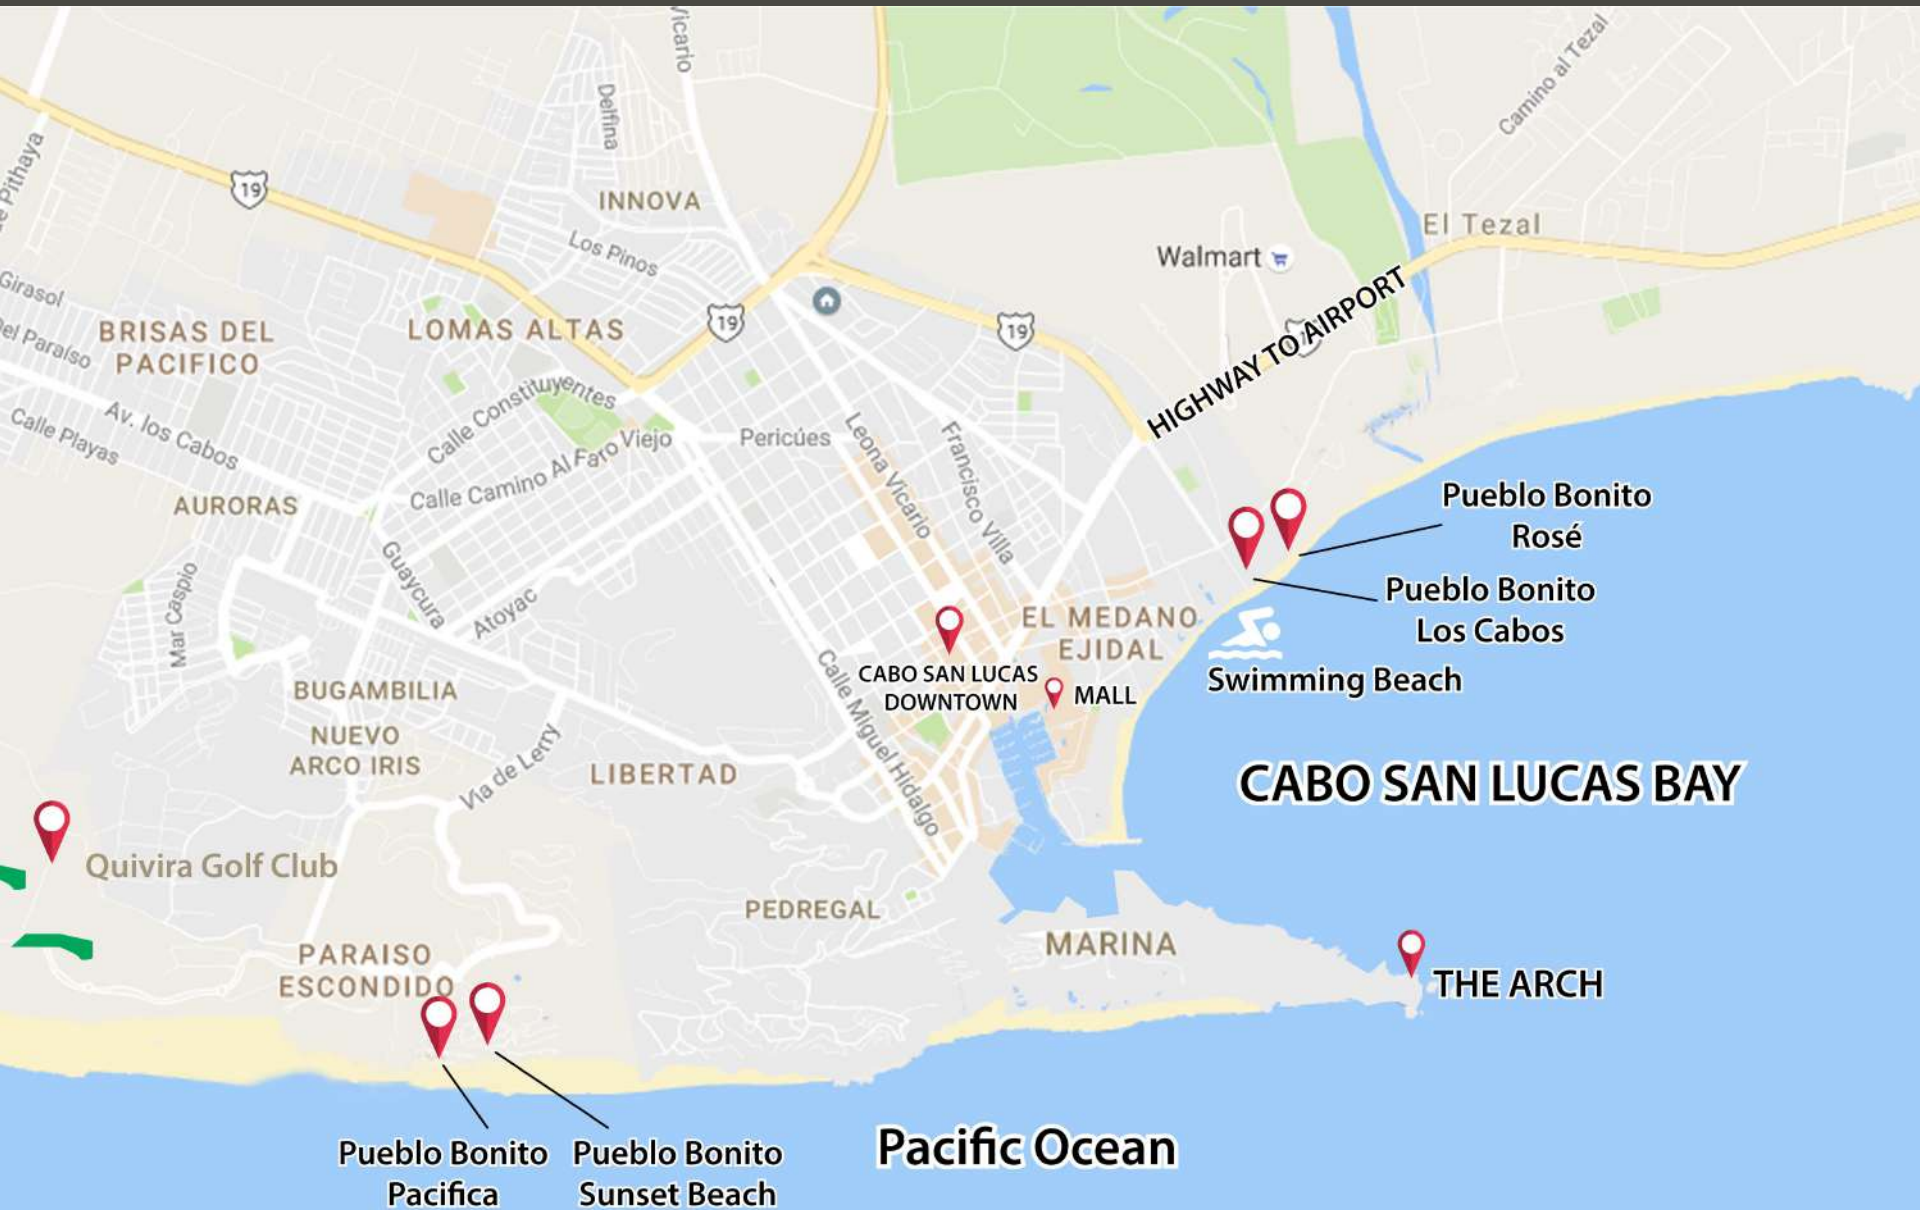 Vicario
Delfina
Camino al Tezal
Pithaya
19
INNOVA
El Tezal
Los Pinos
Walmart
Girasol
HIGHWAY TO AIRPORT
19
19
Del Paraíso
BRISAS DEL
PACIFICO
LOMAS ALTAS
Calle Constituyentes
Av. los Cabos
Calle Playas
Calle Camino Al Faro Viejo
Pericúes
Leona Vicario
Francisco Villa
AURORAS
Pueblo Bonito
Rosé
Guaycura
Mar Caspio
Atoyac
Pueblo Bonito
Los Cabos
EL MEDANO
EJIDAL
Swimming Beach
CABO SAN LUCAS
DOWNTOWN
MALL
Calle Miguel Hidalgo
BUGAMBILIA
NUEVO
ARCO IRIS
Via de Lerry
LIBERTAD
CABO SAN LUCAS BAY
Quivira Golf Club
PEDREGAL
MARINA
PARAISO
ESCONDIDO
THE ARCH
Pueblo Bonito
Pacifica
Pueblo Bonito
Sunset Beach
Pacific Ocean